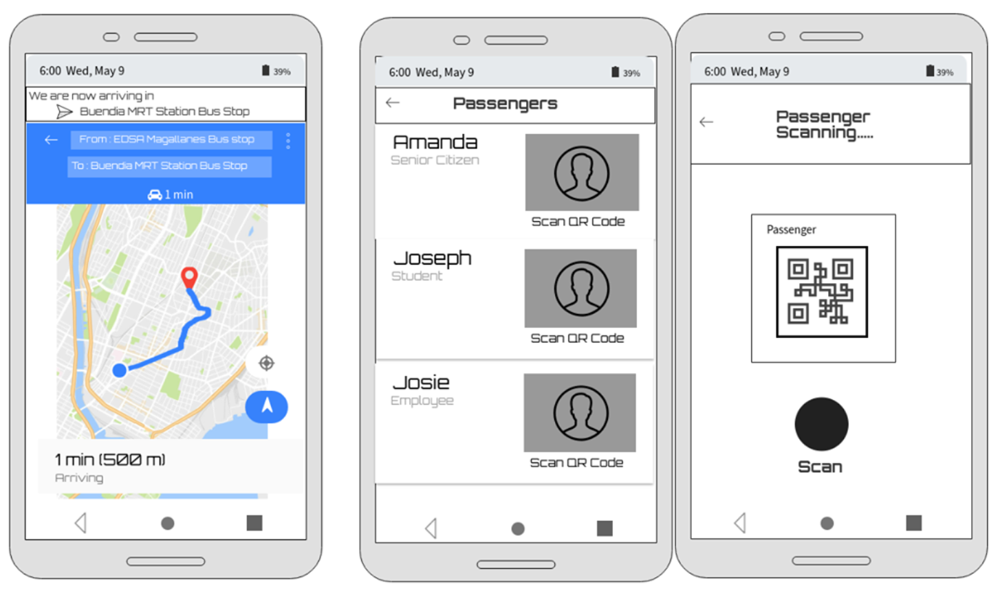 6:00 Wed, May 9 39%
We are now arriving in
Buendia MRT Station Bus Stop
From : EDSA Magallanes Bus stop
To : Buendia MRT Station Bus Stop
1 min
1 min (500 m)
Arriving
6:00 Wed, May 9 39%
Passengers
Amanda
Senior Citizen
Scan QR Code
Joseph
Student
Scan QR Code
Josie
Employee
Scan QR Code
6:00 Wed, May 9 39%
Passenger
Scanning.....
Passenger
Scan